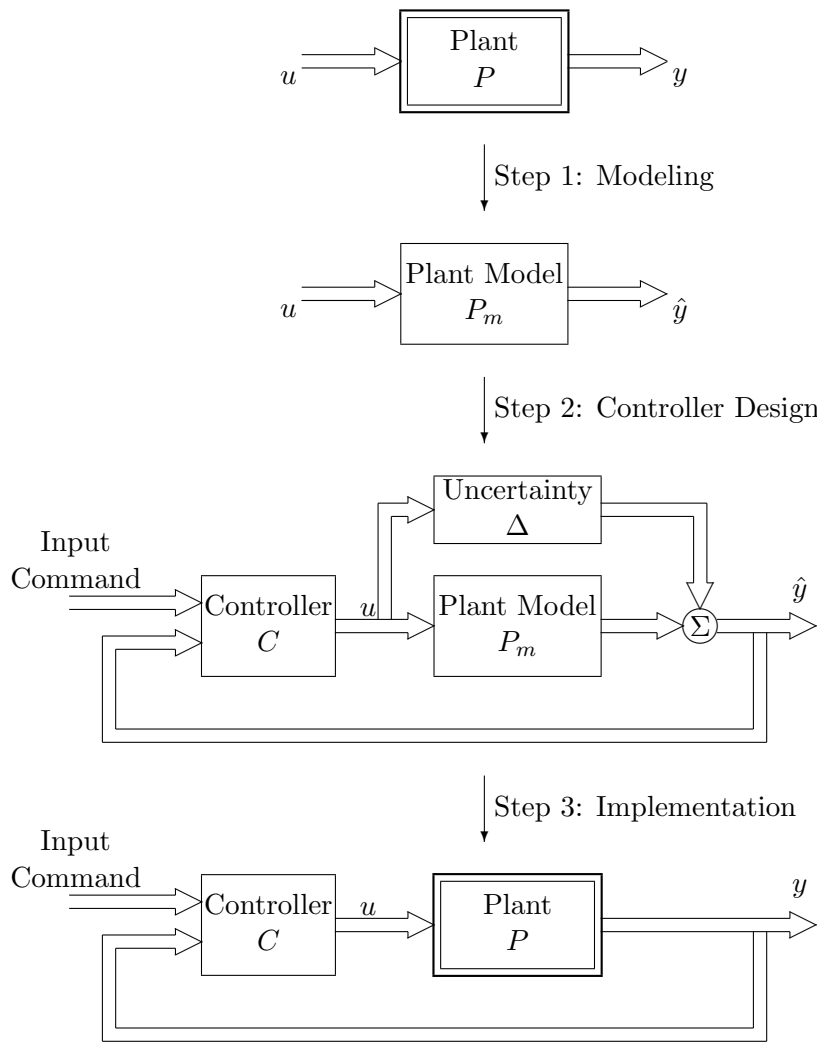 Plant
P
u
y
Step 1: Modeling
Plant Model
P_m
u
ŷ
Step 2: Controller Design
Uncertainty
Δ
Input
Command
Controller
C
u
Plant Model
P_m
Σ
ŷ
Step 3: Implementation
Input
Command
Controller
C
u
Plant
P
y